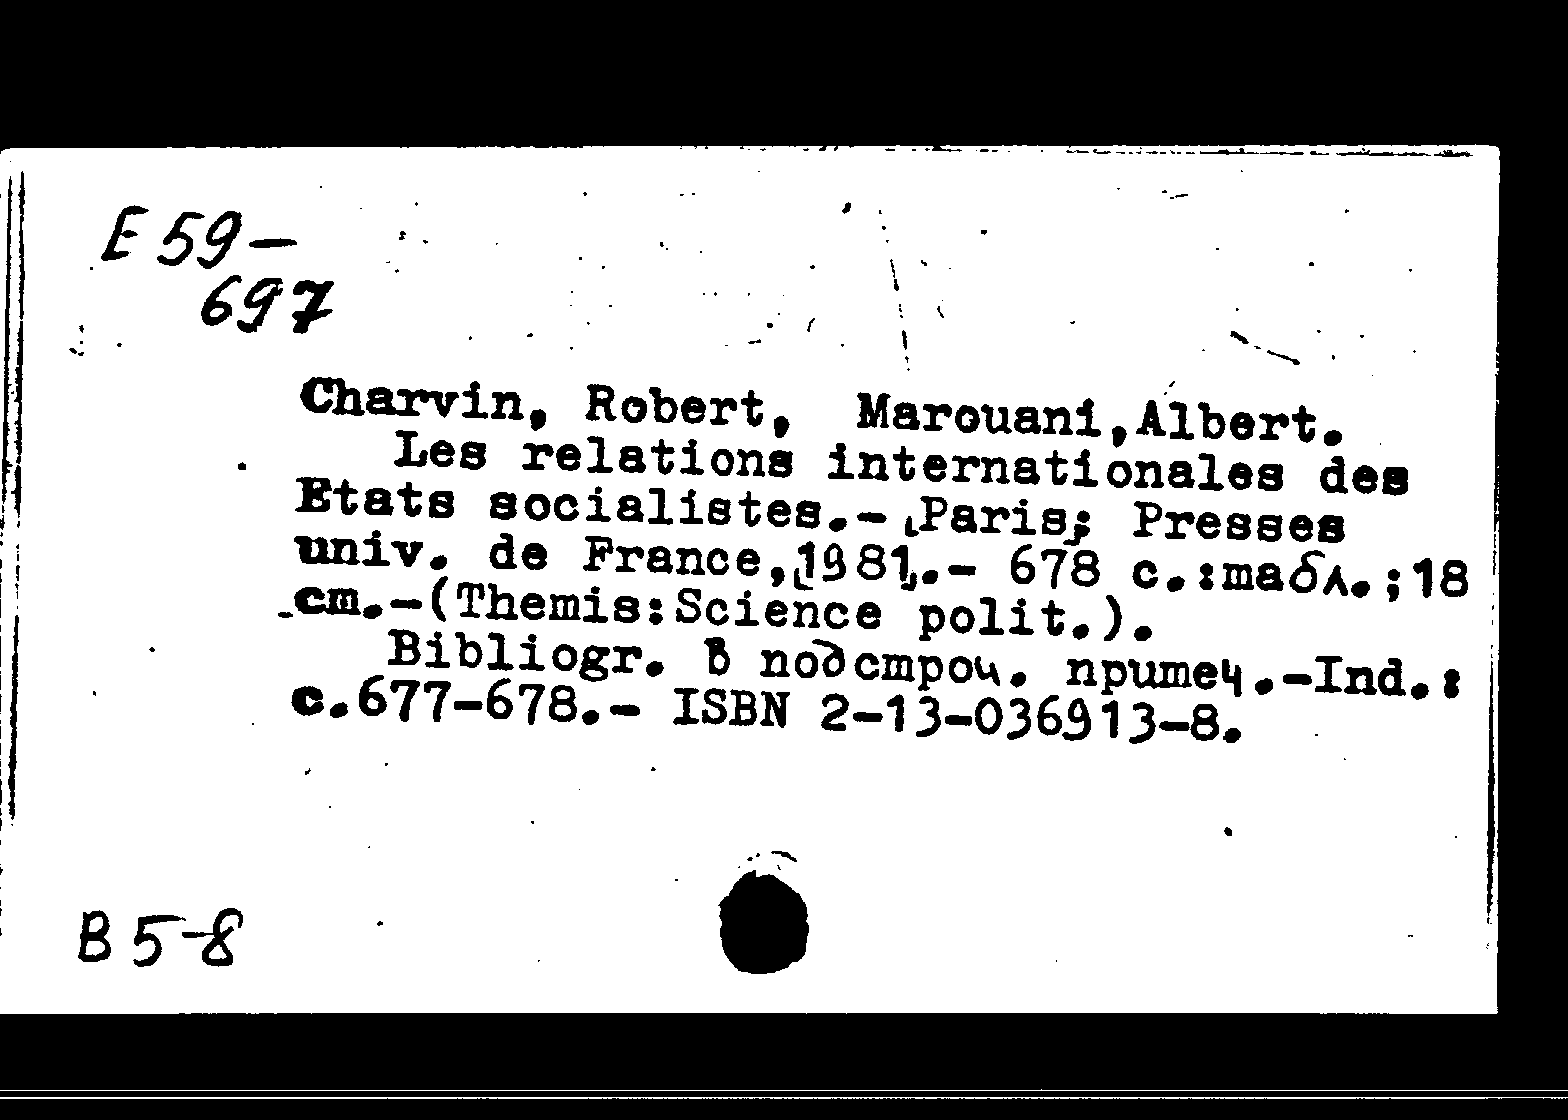 E 59-
697
Charvin, Robert, Marouani,Albert.
Les relations internationales des
Etats socialistes.- [Paris; Presses
univ. de France,[1981].- 678 c.:табл.;18
cm.-(Themis:Science polit.).
Bibliogr. в подстроч. примеч.-Ind.:
c.677-678.- ISBN 2-13-036913-8.
B 5-8